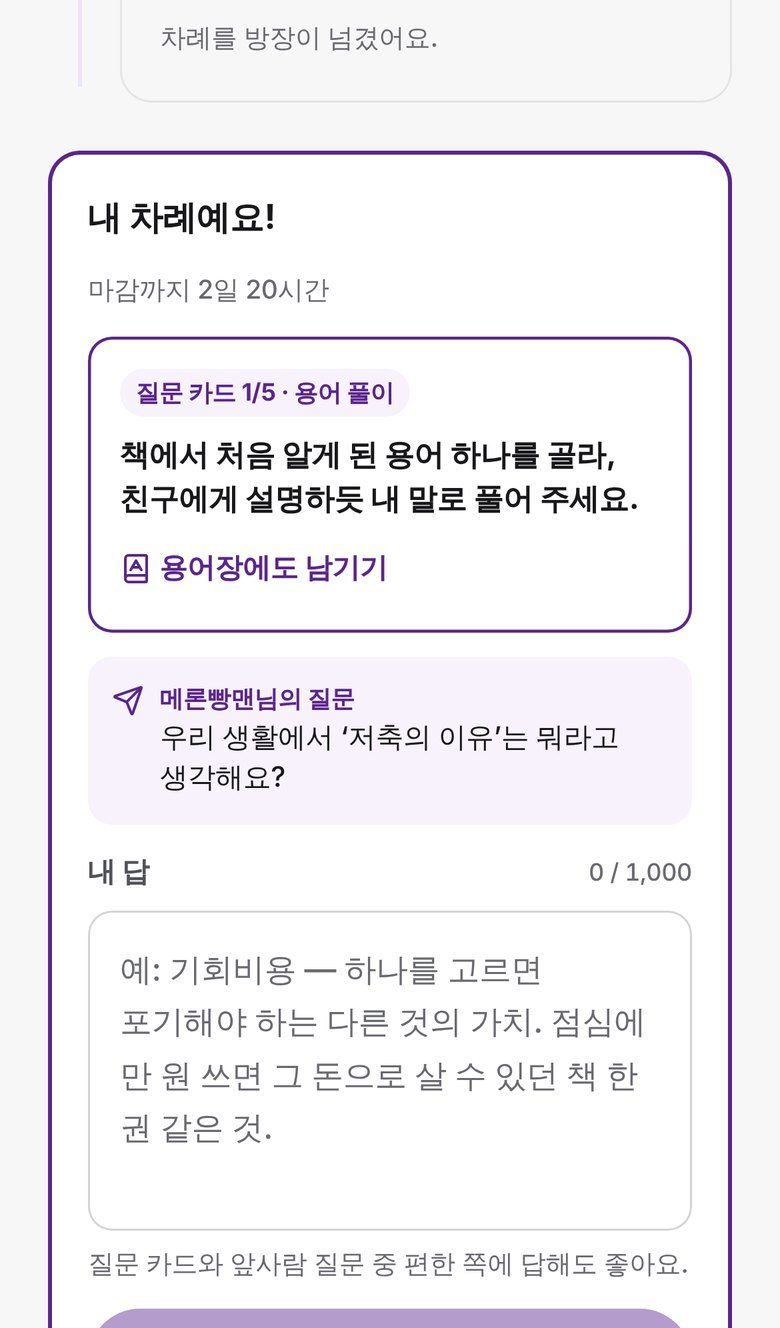 차례를 방장이 넘겼어요.
내 차례예요!
마감까지 2일 20시간
질문 카드 1/5 · 용어 풀이
책에서 처음 알게 된 용어 하나를 골라,
친구에게 설명하듯 내 말로 풀어 주세요.
용어장에도 남기기
메론빵맨님의 질문
우리 생활에서 ‘저축의 이유’는 뭐라고
생각해요?
내 답
0 / 1,000
예: 기회비용 — 하나를 고르면
포기해야 하는 다른 것의 가치. 점심에
만 원 쓰면 그 돈으로 살 수 있던 책 한
권 같은 것.
질문 카드와 앞사람 질문 중 편한 쪽에 답해도 좋아요.